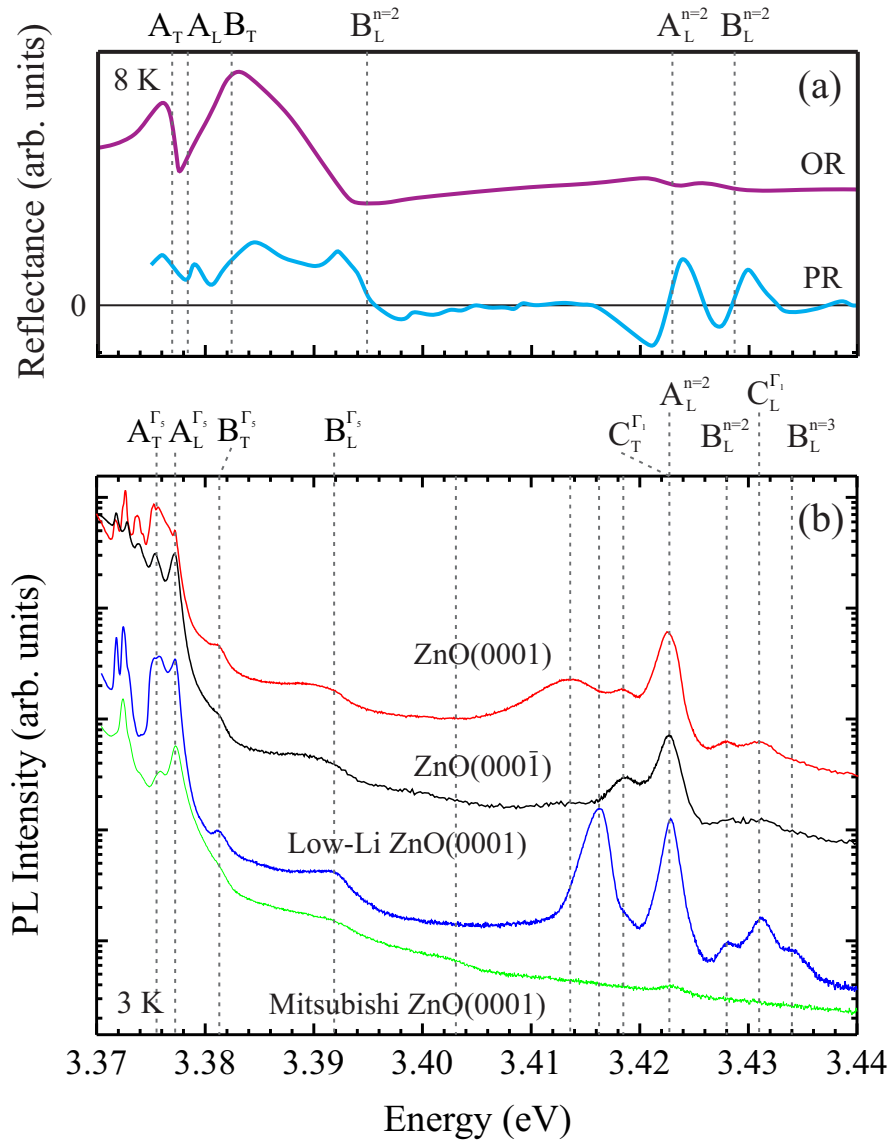 A_T A_L B_T B_L^{n=2} A_L^{n=2} B_L^{n=2}
8 K
(a)
OR
PR
0
Reflectance (arb. units)
A_T^{Γ₅} A_L^{Γ₅} B_T^{Γ₅} B_L^{Γ₅} C_T^{Γ₁} A_L^{n=2} B_L^{n=2} C_L^{Γ₁} B_L^{n=3}
(b)
ZnO(0001)
ZnO(0001̄)
Low-Li ZnO(0001)
Mitsubishi ZnO(0001)
3 K
PL Intensity (arb. units)
3.37 3.38 3.39 3.40 3.41 3.42 3.43 3.44
Energy (eV)